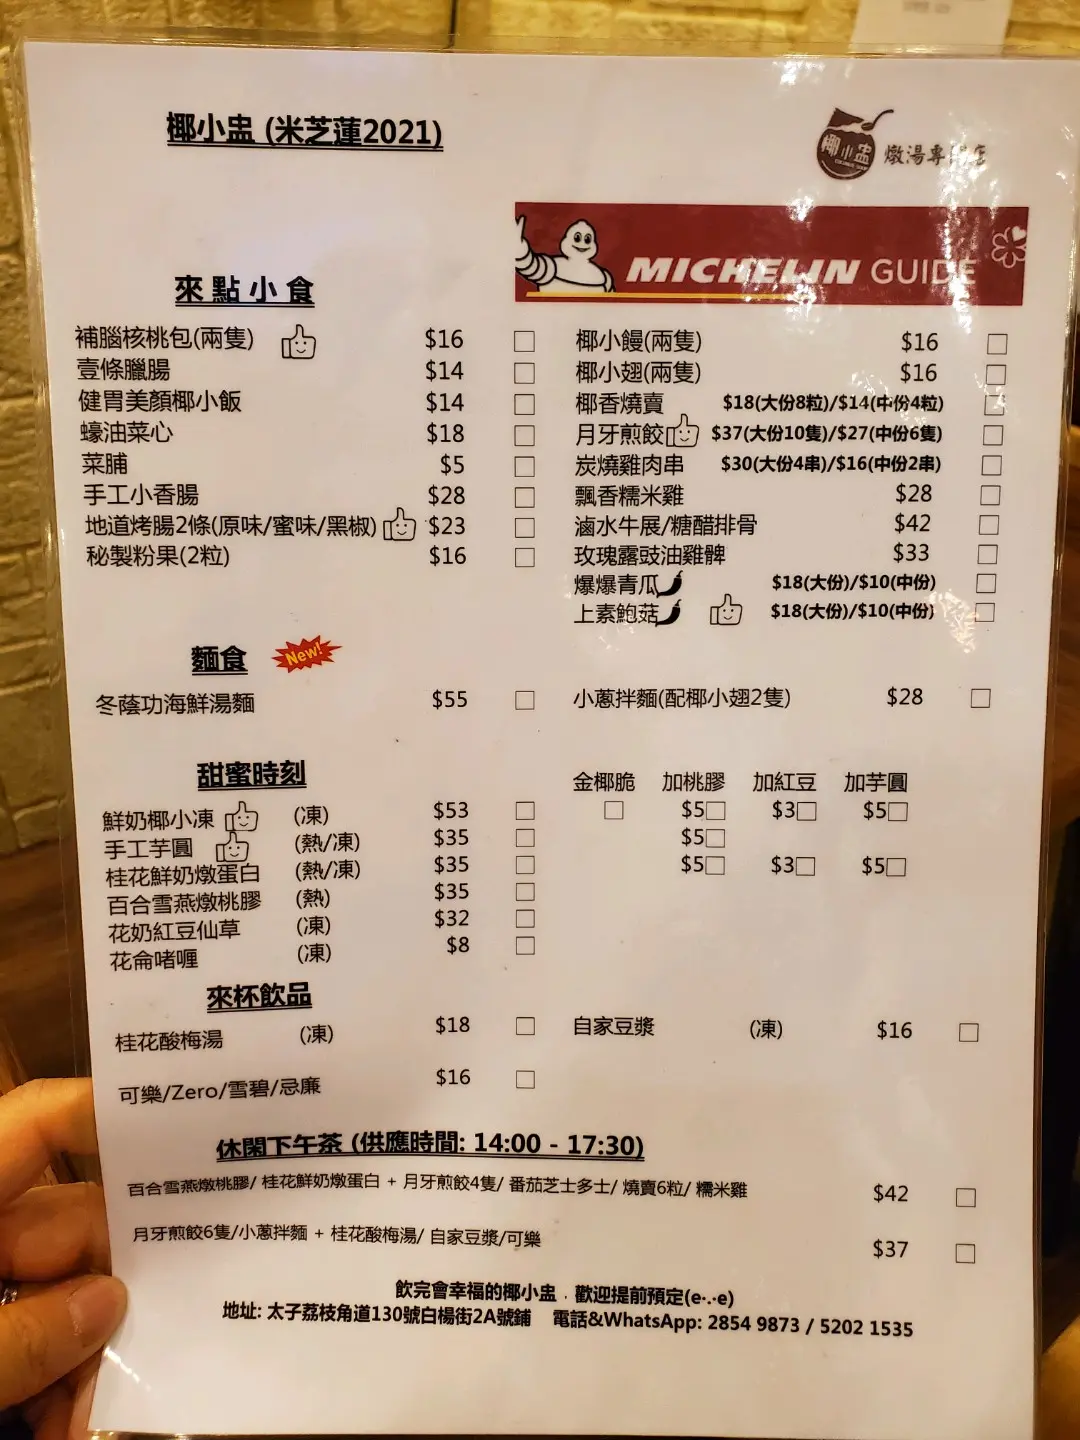 椰小盅 (米芝蓮2021)
椰小盅
燉湯專
MICHELIN GUIDE
來點小食
補腦核桃包(兩隻) $16
壹條臘腸 $14
健胃美顏椰小飯 $14
蠔油菜心 $18
菜脯 $5
手工小香腸 $28
地道烤腸2條(原味/蜜味/黑椒) $23
秘製粉果(2粒) $16
椰小饅(兩隻) $16
椰小翅(兩隻) $16
椰香燒賣 $18(大份8粒)/$14(中份4粒)
月牙煎餃 $37(大份10隻)/$27(中份6隻)
炭燒雞肉串 $30(大份4串)/$16(中份2串)
飄香糯米雞 $28
滷水牛展/糖醋排骨 $42
玫瑰露豉油雞髀 $33
爆爆青瓜 $18(大份)/$10(中份)
上素鮑菇 $18(大份)/$10(中份)
麵食 New!
冬蔭功海鮮湯麵 $55
小蔥拌麵(配椰小翅2隻) $28
甜蜜時刻
金椰脆 加桃膠 加紅豆 加芋圓
鮮奶椰小凍 (凍) $53 $5 $3 $5
手工芋圓 (熱/凍) $35 $5
桂花鮮奶燉蛋白 (熱/凍) $35 $5 $3 $5
百合雪燕燉桃膠 (熱) $35
花奶紅豆仙草 (凍) $32
花侖啫喱 (凍) $8
來杯飲品
桂花酸梅湯 (凍) $18
自家豆漿 (凍) $16
可樂/Zero/雪碧/忌廉 $16
休閑下午茶 (供應時間: 14:00 - 17:30)
百合雪燕燉桃膠/ 桂花鮮奶燉蛋白 + 月牙煎餃4隻/ 番茄芝士多士/ 燒賣6粒/ 糯米雞 $42
月牙煎餃6隻/小蔥拌麵 + 桂花酸梅湯/ 自家豆漿/可樂 $37
飲完會幸福的椰小盅﹒歡迎提前預定(e·.·e)
地址: 太子荔枝角道130號白楊街2A號鋪 電話&WhatsApp: 2854 9873 / 5202 1535